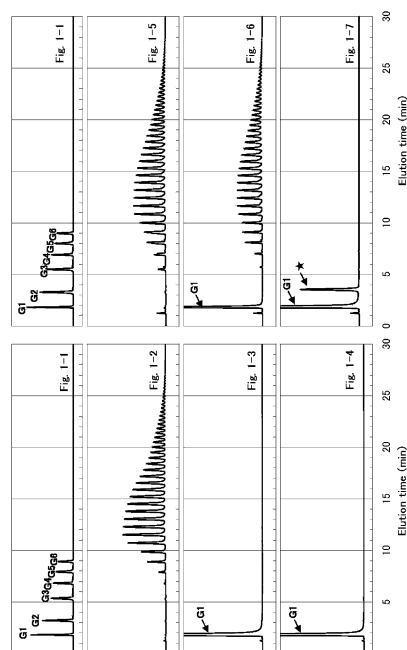 G1
G2
G3G4G5G6
Fig. 1-1
Fig. 1-2
G1
Fig. 1-3
G1
Fig. 1-4
5 10 15 20 25 30
Elution time (min)
G1
G2
G3G4G5G6
Fig. 1-1
Fig. 1-5
G1
Fig. 1-6
G1
★
Fig. 1-7
0 5 10 15 20 25 30
Elution time (min)